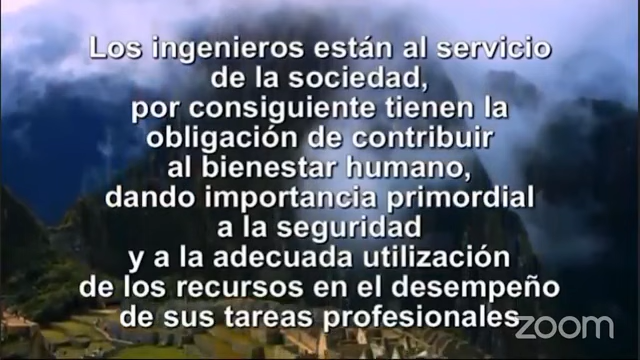 Los ingenieros están al servicio
de la sociedad,
por consiguiente tienen la
obligación de contribuir
al bienestar humano,
dando importancia primordial
a la seguridad
y a la adecuada utilización
de los recursos en el desempeño
de sus tareas profesionales
zoom